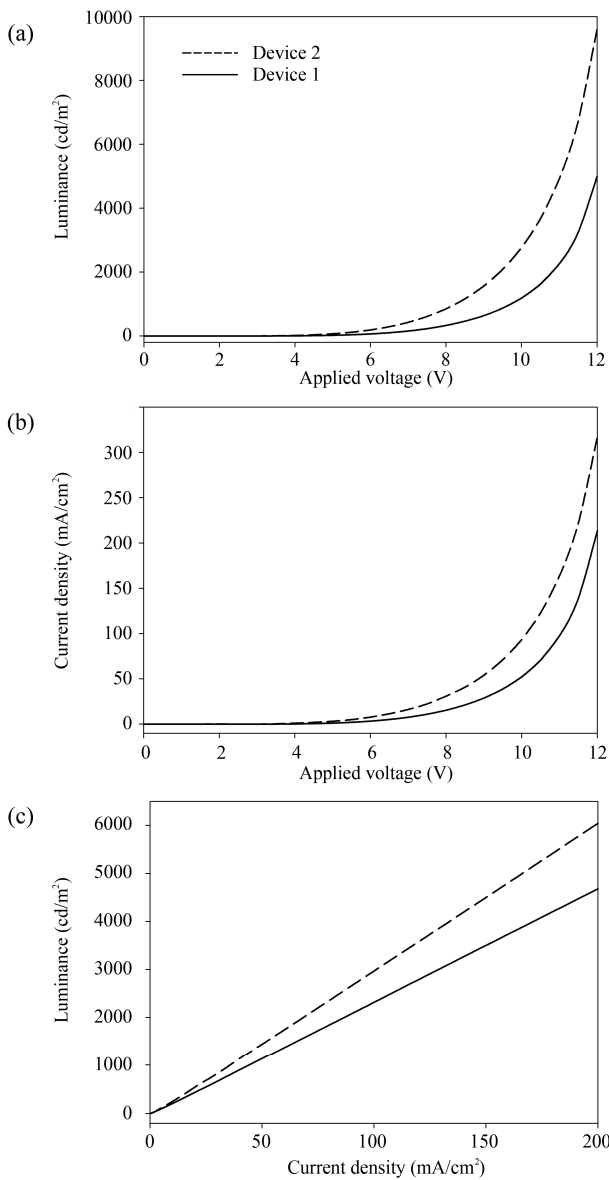 (a)
10000
8000
6000
4000
2000
0
Luminance (cd/m²)
Device 2
Device 1
0 2 4 6 8 10 12
Applied voltage (V)
(b)
300
250
200
150
100
50
0
Current density (mA/cm²)
0 2 4 6 8 10 12
Applied voltage (V)
(c)
6000
5000
4000
3000
2000
1000
0
Luminance (cd/m²)
0 50 100 150 200
Current density (mA/cm²)